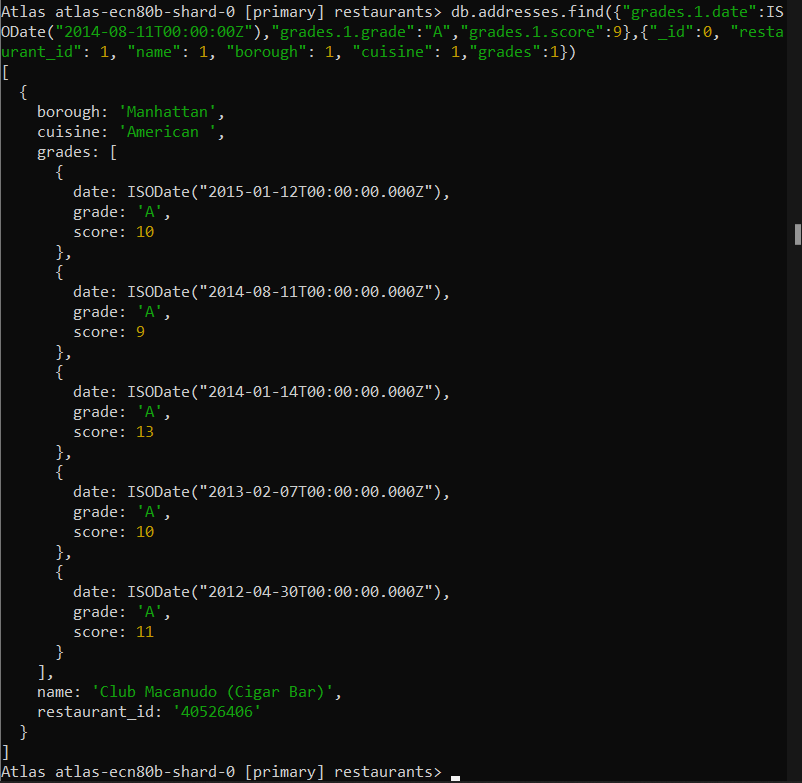 Atlas atlas-ecn80b-shard-0 [primary] restaurants> db.addresses.find({"grades.1.date":IS
ODate("2014-08-11T00:00:00Z"),"grades.1.grade":"A","grades.1.score":9},{"_id":0, "resta
urant_id": 1, "name": 1, "borough": 1, "cuisine": 1,"grades":1})
[
  {
    borough: 'Manhattan',
    cuisine: 'American ',
    grades: [
      {
        date: ISODate("2015-01-12T00:00:00.000Z"),
        grade: 'A',
        score: 10
      },
      {
        date: ISODate("2014-08-11T00:00:00.000Z"),
        grade: 'A',
        score: 9
      },
      {
        date: ISODate("2014-01-14T00:00:00.000Z"),
        grade: 'A',
        score: 13
      },
      {
        date: ISODate("2013-02-07T00:00:00.000Z"),
        grade: 'A',
        score: 10
      },
      {
        date: ISODate("2012-04-30T00:00:00.000Z"),
        grade: 'A',
        score: 11
      }
    ],
    name: 'Club Macanudo (Cigar Bar)',
    restaurant_id: '40526406'
  }
]
Atlas atlas-ecn80b-shard-0 [primary] restaurants>